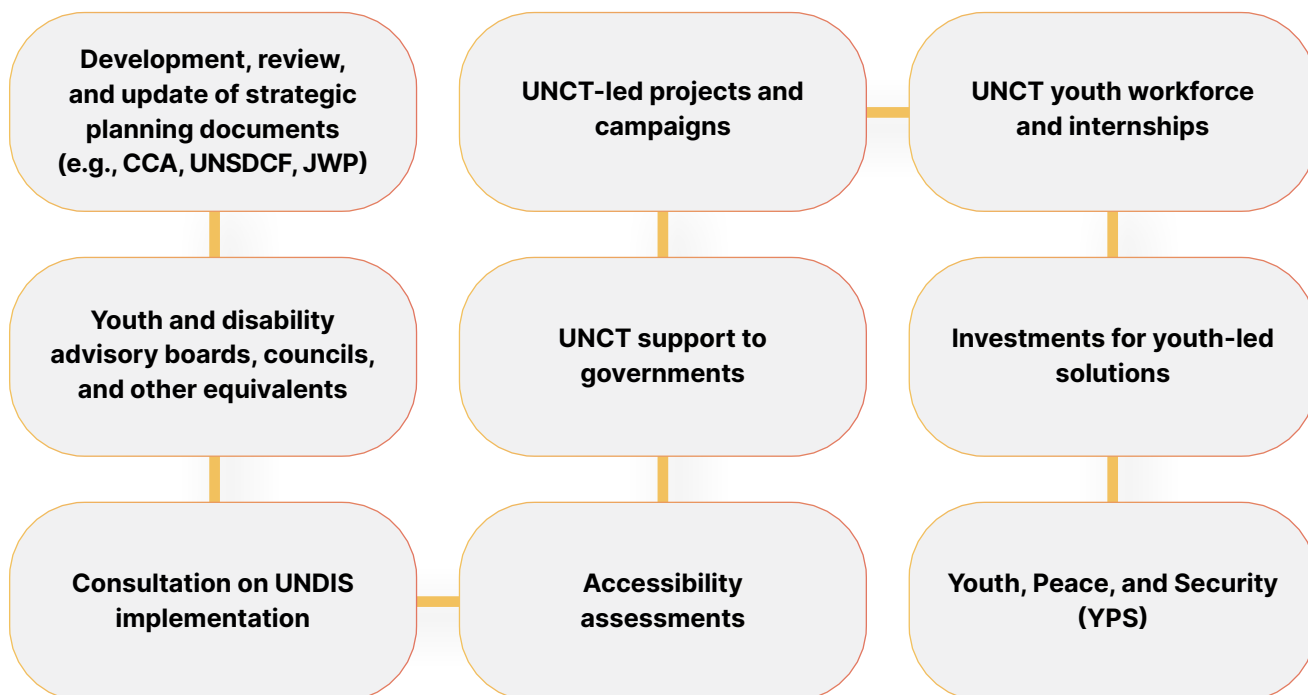 Development, review,
and update of strategic
planning documents
(e.g., CCA, UNSDCF, JWP)
Youth and disability
advisory boards, councils,
and other equivalents
Consultation on UNDIS
implementation
Accessibility
assessments
UNCT support to
governments
UNCT-led projects and
campaigns
UNCT youth workforce
and internships
Investments for youth-led
solutions
Youth, Peace, and Security
(YPS)